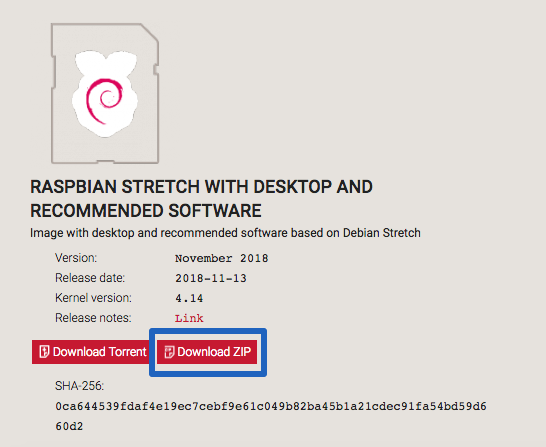 RASPBIAN STRETCH WITH DESKTOP AND
RECOMMENDED SOFTWARE
Image with desktop and recommended software based on Debian Stretch
Version: November 2018
Release date: 2018-11-13
Kernel version: 4.14
Release notes: Link
Download Torrent Download ZIP
SHA-256:
0ca644539fdaf4e19ec7cebf9e61c049b82ba45b1a21cdec91fa54bd59d6
60d2